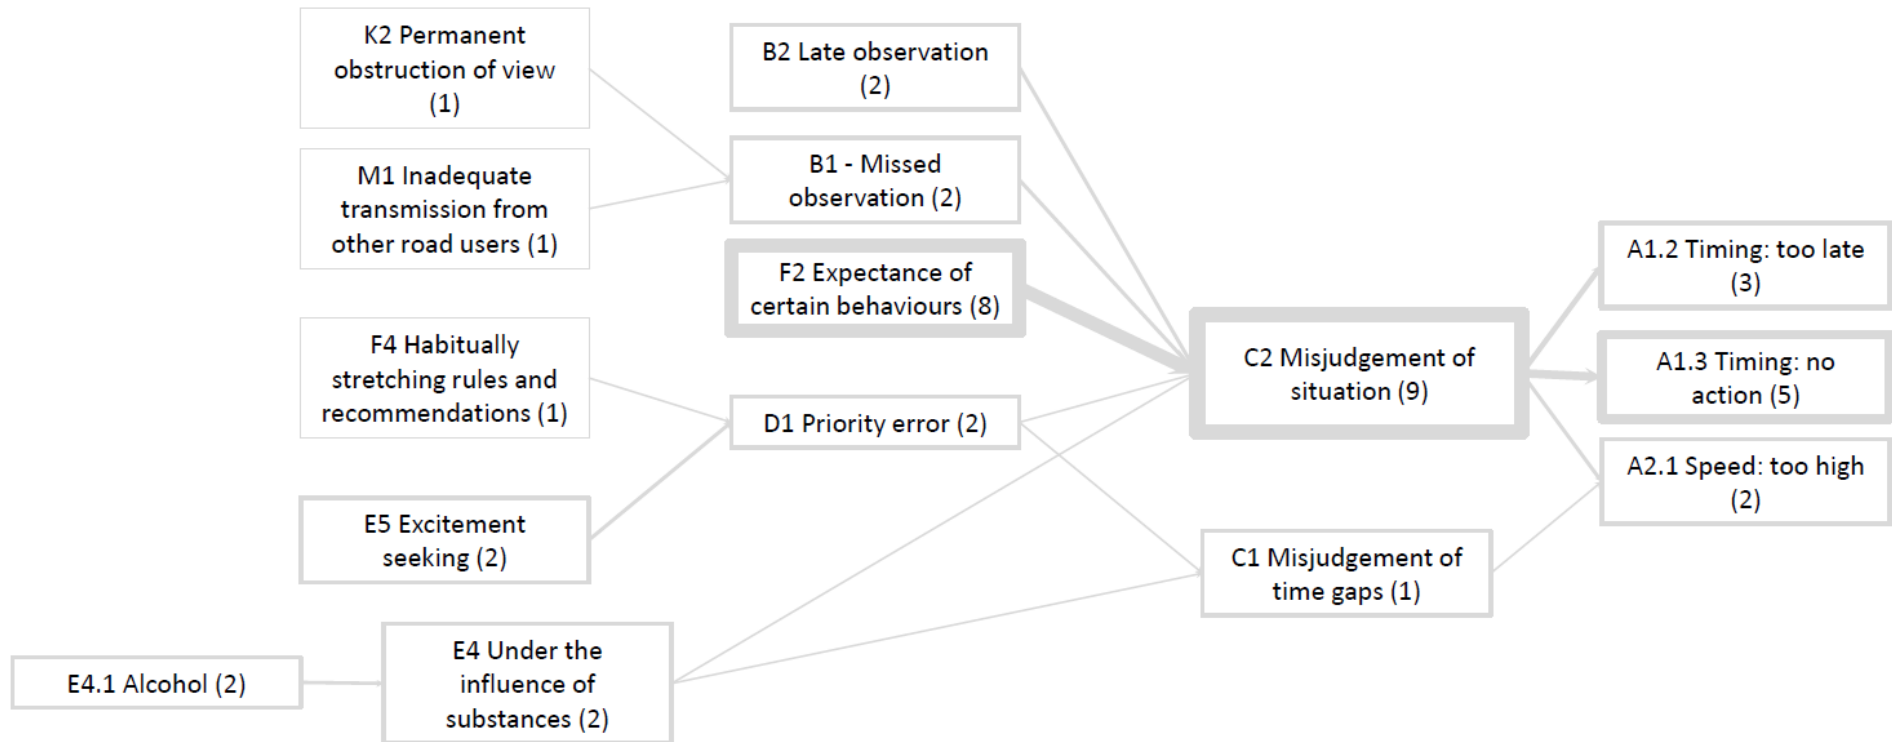 K2 Permanent
obstruction of view
(1)
M1 Inadequate
transmission from
other road users (1)
F4 Habitually
stretching rules and
recommendations (1)
E5 Excitement
seeking (2)
E4.1 Alcohol (2)
E4 Under the
influence of
substances (2)
B2 Late observation
(2)
B1 - Missed
observation (2)
F2 Expectance of
certain behaviours (8)
D1 Priority error (2)
C2 Misjudgement of
situation (9)
C1 Misjudgement of
time gaps (1)
A1.2 Timing: too late
(3)
A1.3 Timing: no
action (5)
A2.1 Speed: too high
(2)